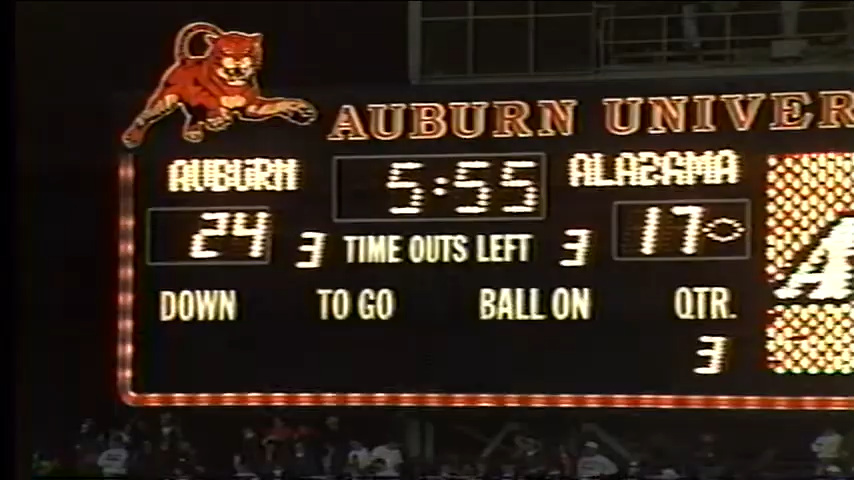 AUBURN UNIVER
AUBURN 5:55 ALABAMA
24 3 TIME OUTS LEFT 3 17
DOWN TO GO BALL ON QTR.
3
A